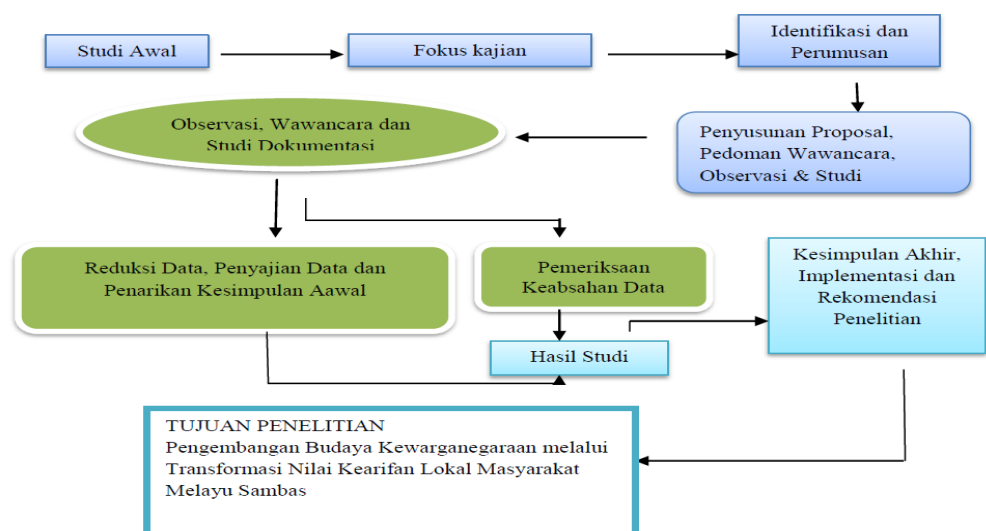 Studi Awal
Fokus kajian
Identifikasi dan
Perumusan
Observasi, Wawancara dan
Studi Dokumentasi
Penyusunan Proposal,
Pedoman Wawancara,
Observasi & Studi
Reduksi Data, Penyajian Data dan
Penarikan Kesimpulan Aawal
Pemeriksaan
Keabsahan Data
Kesimpulan Akhir,
Implementasi dan
Rekomendasi
Penelitian
Hasil Studi
TUJUAN PENELITIAN
Pengembangan Budaya Kewarganegaraan melalui
Transformasi Nilai Kearifan Lokal Masyarakat
Melayu Sambas